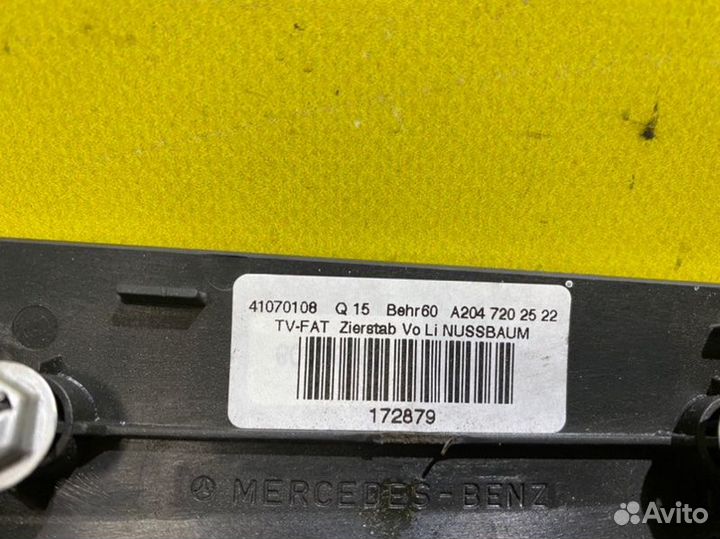 41070108 Q 15 Behr60 A204 720 25 22
TV-FAT Zierstab Vo Li NUSSBAUM
172879
MERCEDES-BENZ
Avito